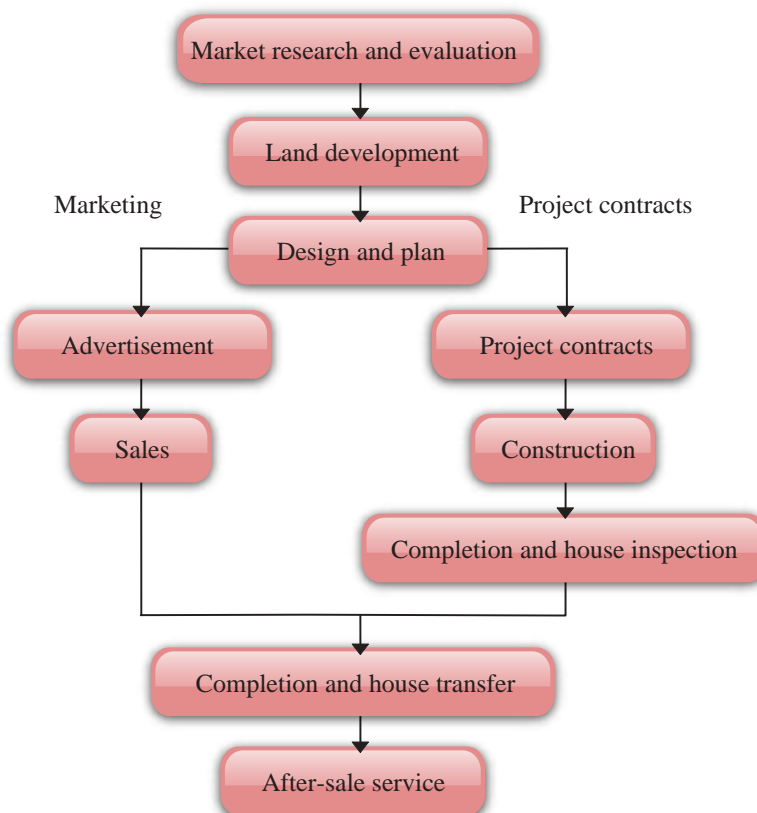 Market research and evaluation
Land development
Marketing
Project contracts
Design and plan
Advertisement
Project contracts
Sales
Construction
Completion and house inspection
Completion and house transfer
After-sale service